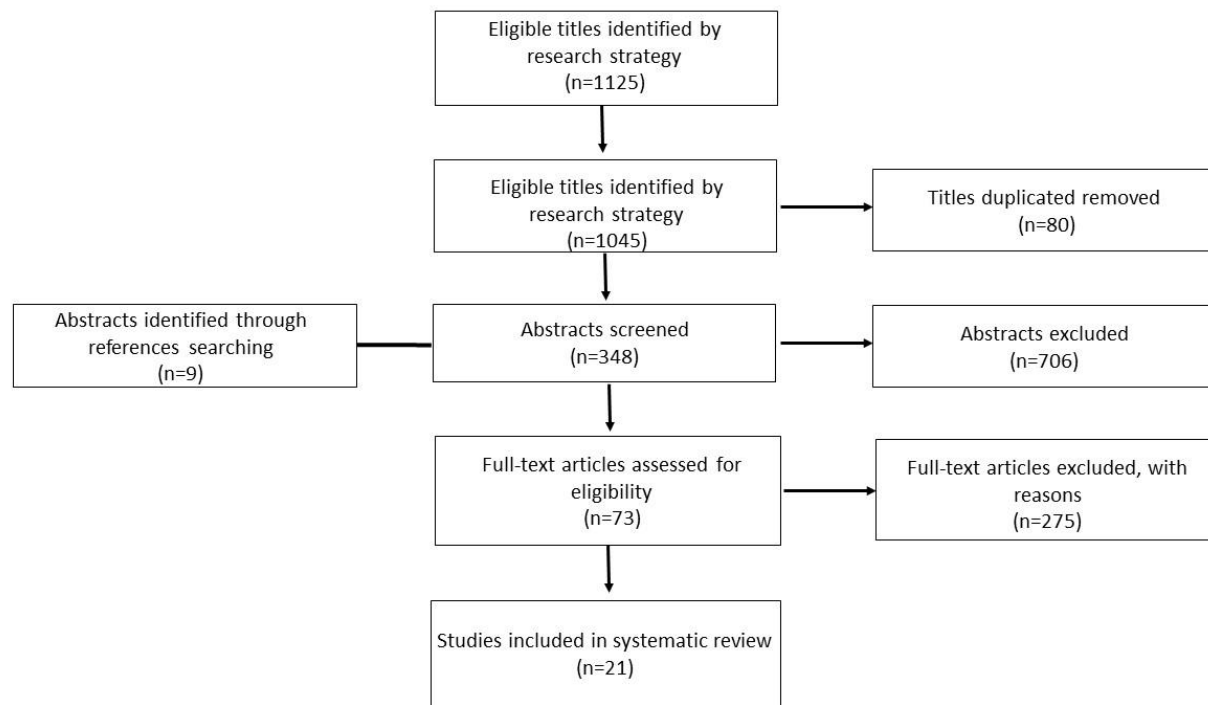 Eligible titles identified by
research strategy
(n=1125)
Eligible titles identified by
research strategy
(n=1045)
Titles duplicated removed
(n=80)
Abstracts identified through
references searching
(n=9)
Abstracts screened
(n=348)
Abstracts excluded
(n=706)
Full-text articles assessed for
eligibility
(n=73)
Full-text articles excluded, with
reasons
(n=275)
Studies included in systematic review
(n=21)